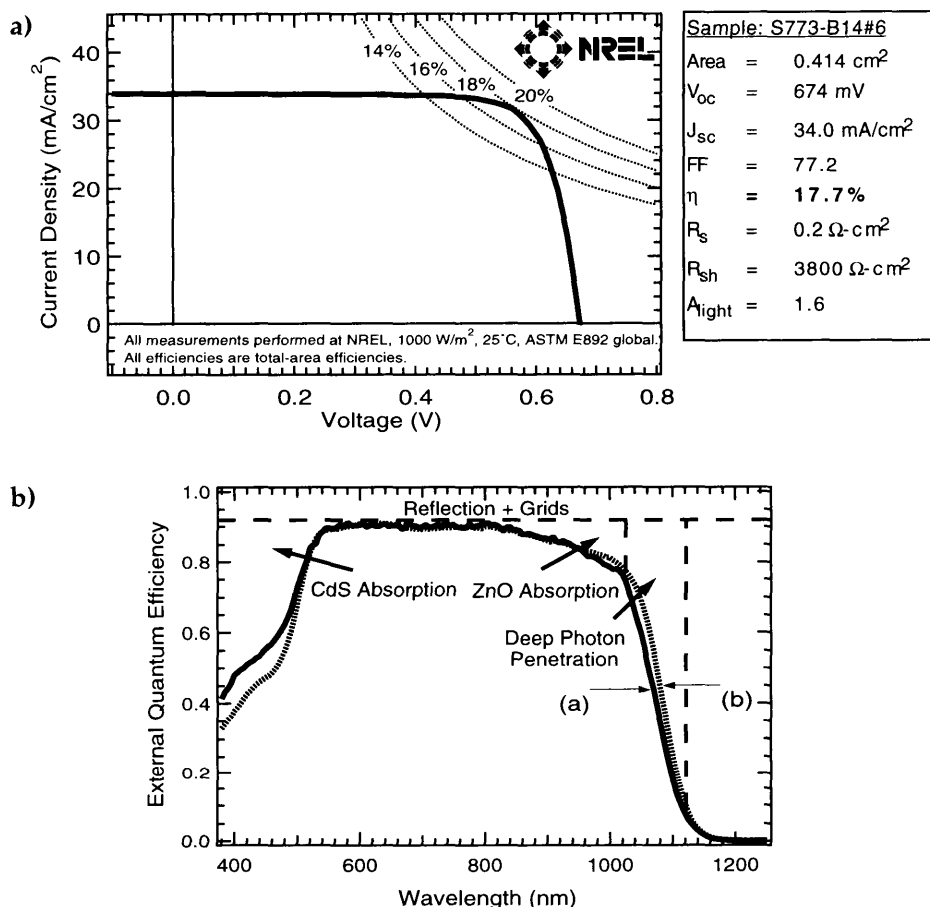 a)
Current Density (mA/cm²)
40
30
20
10
0
14%
16%
18%
20%
NREL
All measurements performed at NREL, 1000 W/m², 25°C, ASTM E892 global.
All efficiencies are total-area efficiencies.
0.0 0.2 0.4 0.6 0.8
Voltage (V)
Sample: S773-B14#6
Area = 0.414 cm²
Voc = 674 mV
Jsc = 34.0 mA/cm²
FF = 77.2
η = 17.7%
Rs = 0.2 Ω-cm²
Rsh = 3800 Ω-cm²
Alight = 1.6
b)
External Quantum Efficiency
1.0
0.8
0.6
0.4
0.2
0.0
Reflection + Grids
CdS Absorption
ZnO Absorption
Deep Photon
Penetration
(a)
(b)
400 600 800 1000 1200
Wavelength (nm)